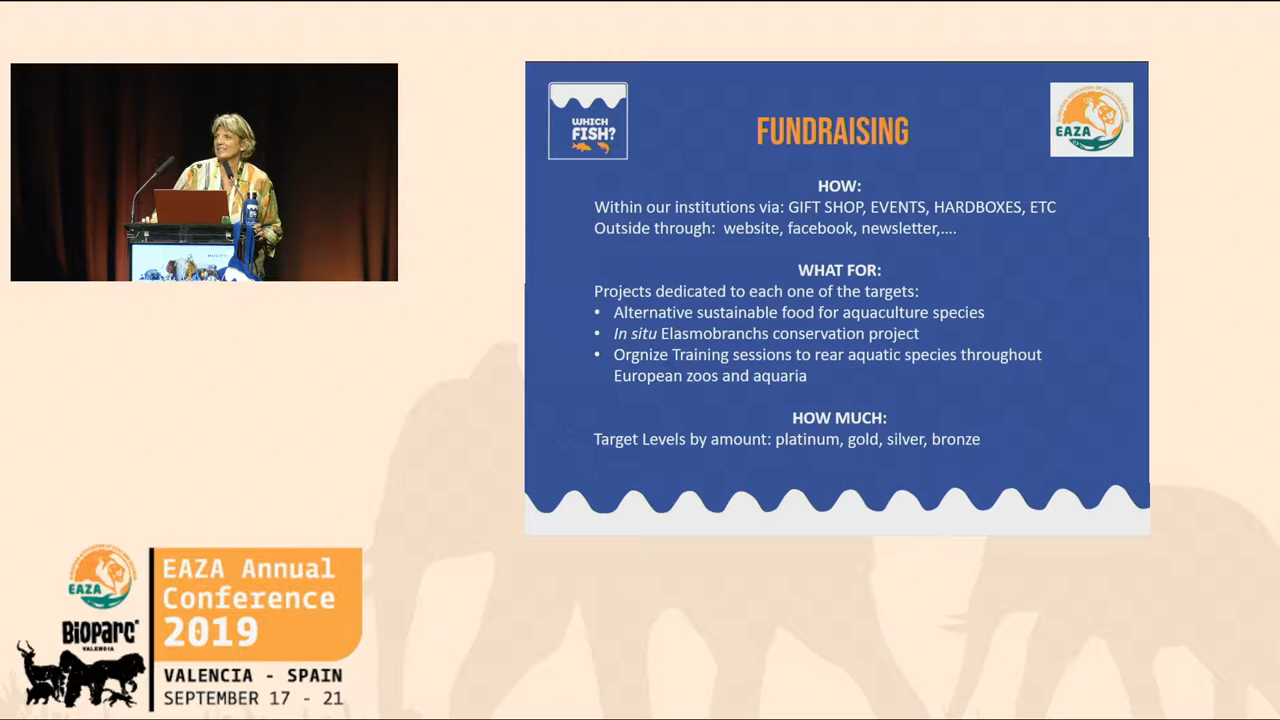 WHICH
FISH?
FUNDRAISING
EAZA
HOW:
Within our institutions via: GIFT SHOP, EVENTS, HARDBOXES, ETC
Outside through: website, facebook, newsletter,....
WHAT FOR:
Projects dedicated to each one of the targets:
• Alternative sustainable food for aquaculture species
• In situ Elasmobranchs conservation project
• Orgnize Training sessions to rear aquatic species throughout
European zoos and aquaria
HOW MUCH:
Target Levels by amount: platinum, gold, silver, bronze
EAZA
BIOPARC
VALENCIA
EAZA Annual
Conference
2019
VALENCIA - SPAIN
SEPTEMBER 17 - 21